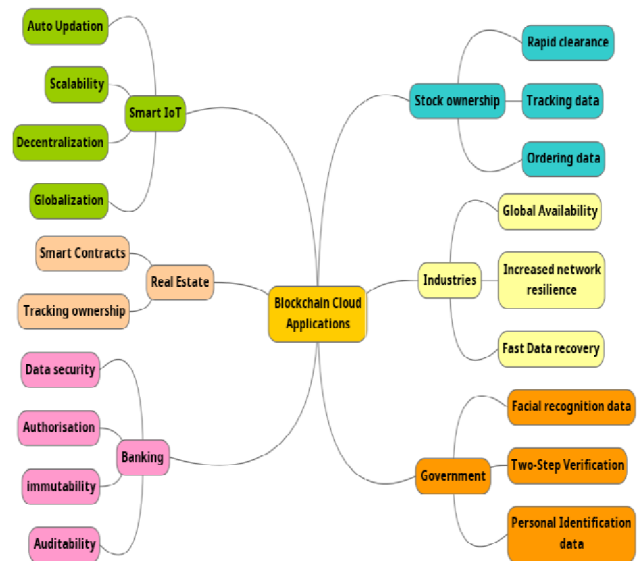 Auto Updation
Scalability
Decentralization
Globalization
Smart IoT
Smart Contracts
Tracking ownership
Real Estate
Data security
Authorisation
immutability
Auditability
Banking
Blockchain Cloud
Applications
Stock ownership
Rapid clearance
Tracking data
Ordering data
Industries
Global Availability
Increased network
resilience
Fast Data recovery
Government
Facial recognition data
Two-Step Verification
Personal Identification
data